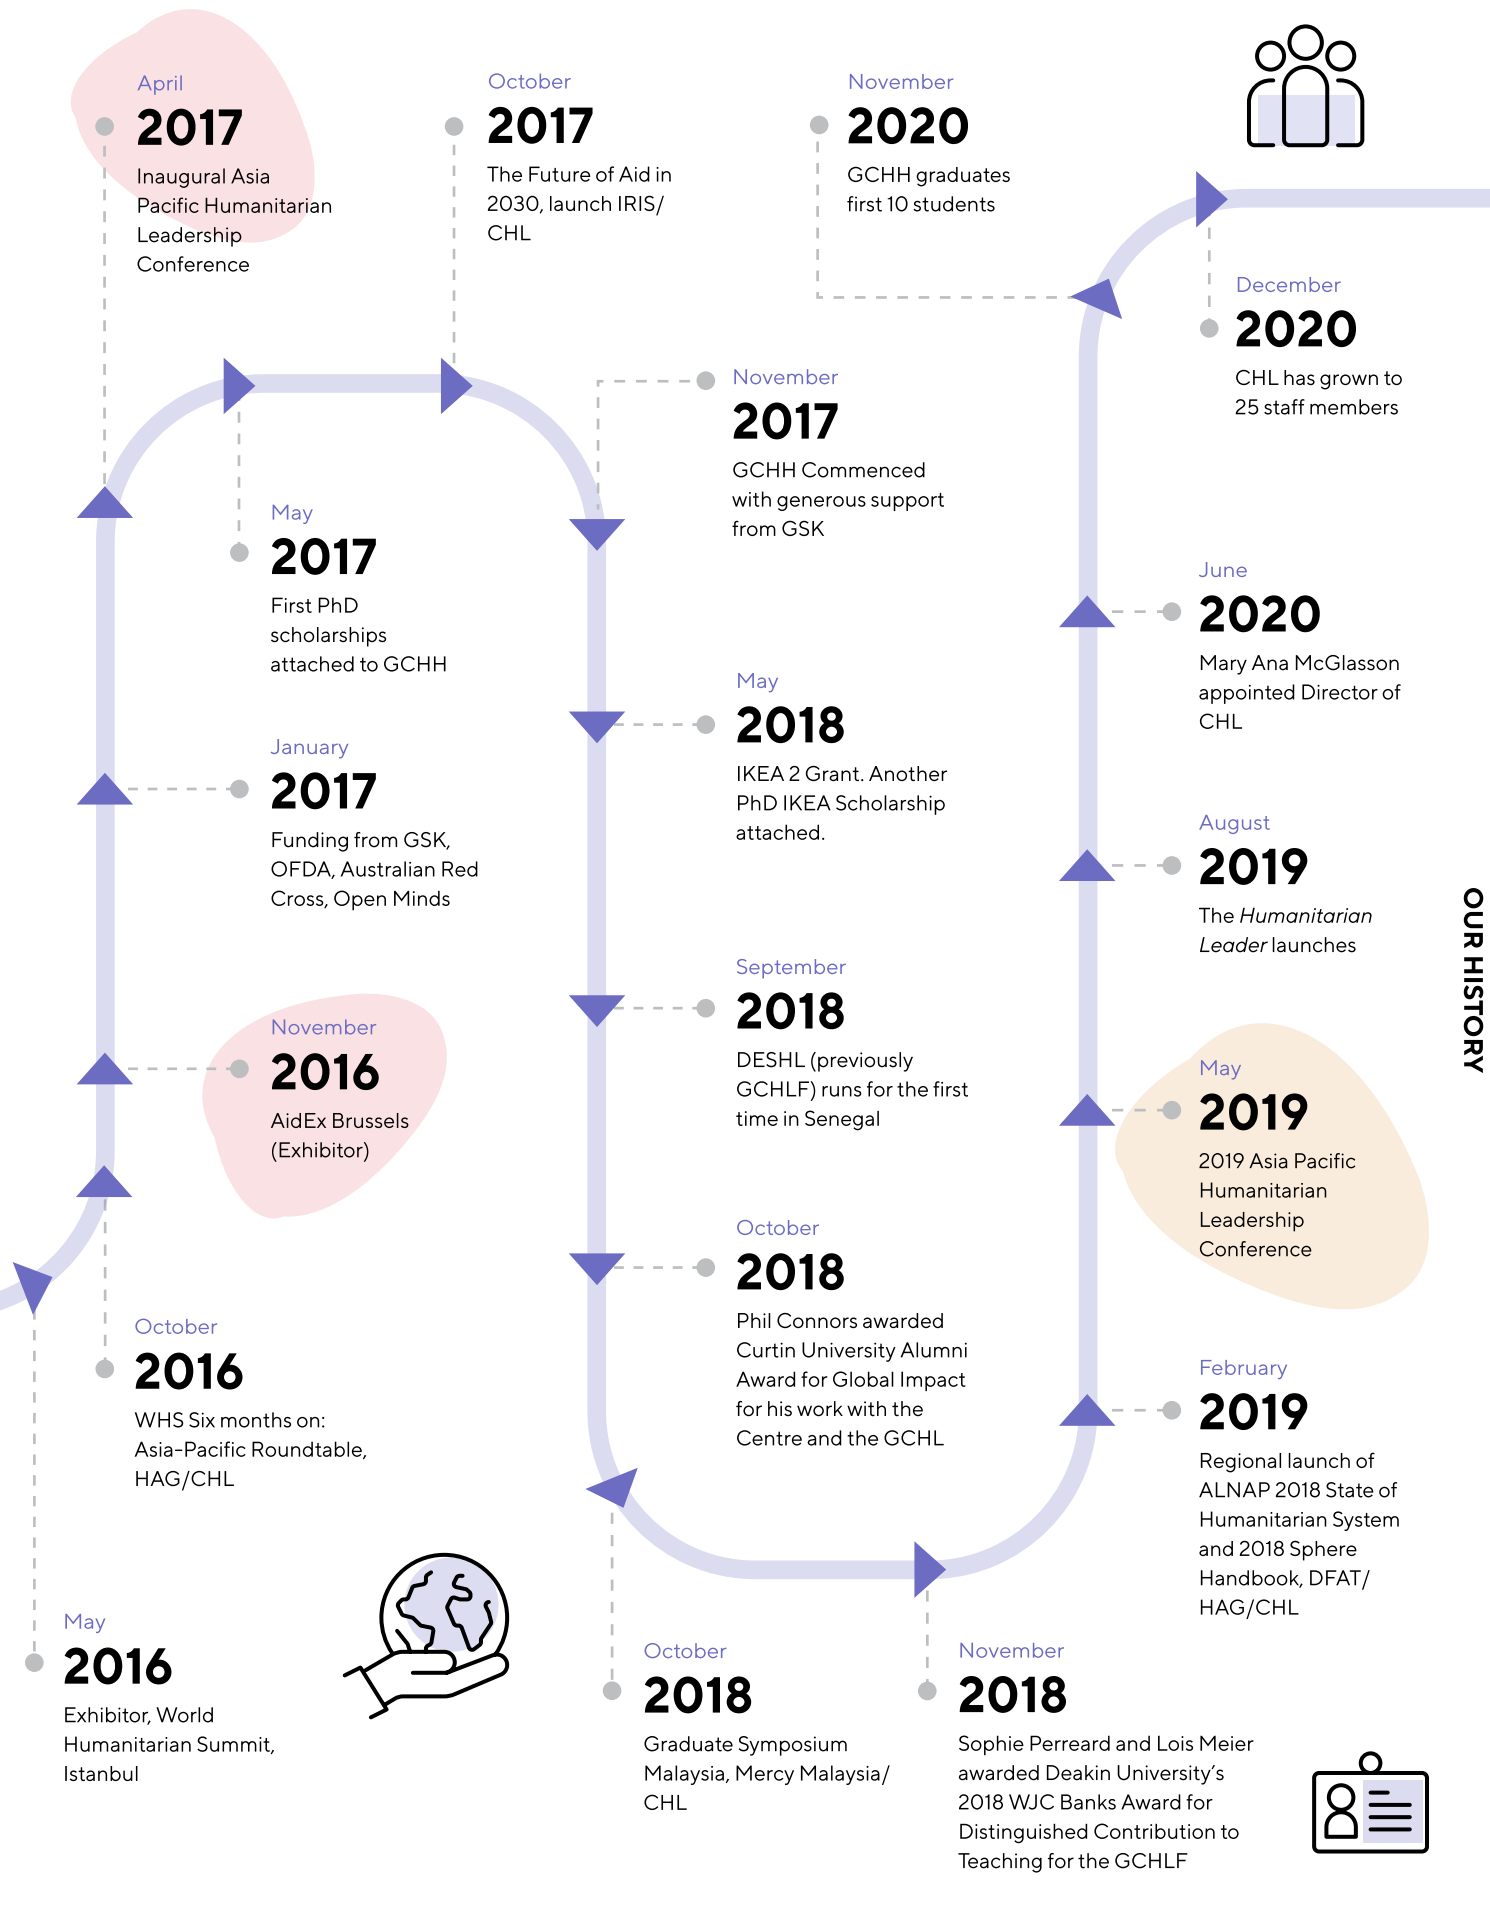 May
2016
Exhibitor, World
Humanitarian Summit,
Istanbul
October
2016
WHS Six months on:
Asia-Pacific Roundtable,
HAG/CHL
November
2016
AidEx Brussels
(Exhibitor)
January
2017
Funding from GSK,
OFDA, Australian Red
Cross, Open Minds
April
2017
Inaugural Asia
Pacific Humanitarian
Leadership
Conference
May
2017
First PhD
scholarships
attached to GCHH
October
2017
The Future of Aid in
2030, launch IRIS/
CHL
November
2017
GCHH Commenced
with generous support
from GSK
May
2018
IKEA 2 Grant. Another
PhD IKEA Scholarship
attached.
September
2018
DESHL (previously
GCHLF) runs for the first
time in Senegal
October
2018
Phil Connors awarded
Curtin University Alumni
Award for Global Impact
for his work with the
Centre and the GCHL
October
2018
Graduate Symposium
Malaysia, Mercy Malaysia/
CHL
November
2018
Sophie Perreard and Lois Meier
awarded Deakin University's
2018 WJC Banks Award for
Distinguished Contribution to
Teaching for the GCHLF
February
2019
Regional launch of
ALNAP 2018 State of
Humanitarian System
and 2018 Sphere
Handbook, DFAT/
HAG/CHL
May
2019
2019 Asia Pacific
Humanitarian
Leadership
Conference
August
2019
The Humanitarian
Leader launches
June
2020
Mary Ana McGlasson
appointed Director of
CHL
November
2020
GCHH graduates
first 10 students
December
2020
CHL has grown to
25 staff members
OUR HISTORY